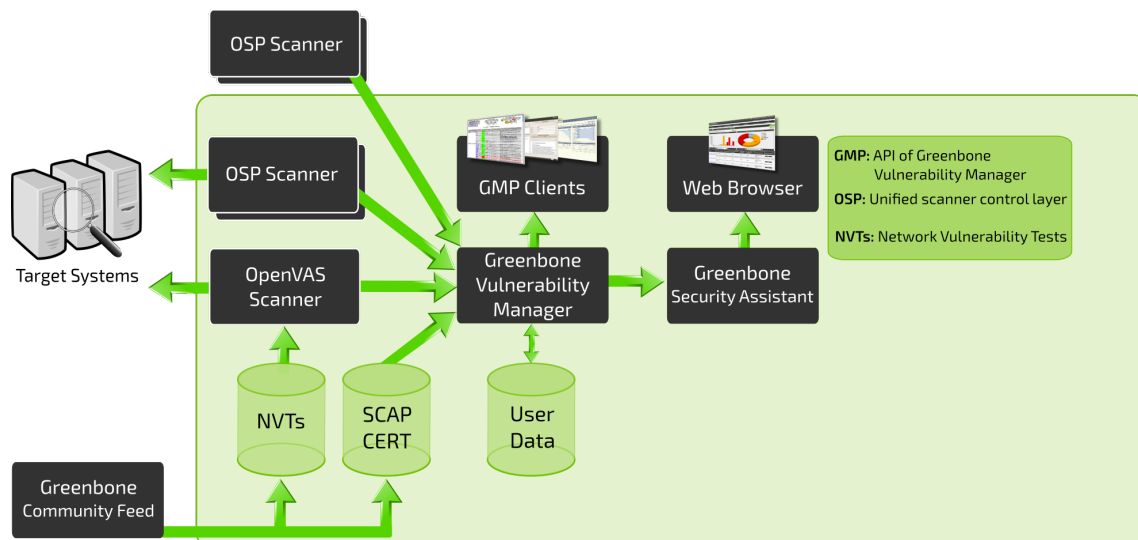 OSP Scanner
OSP Scanner
GMP Clients
Web Browser
GMP: API of Greenbone
Vulnerability Manager
OSP: Unified scanner control layer
NVTs: Network Vulnerability Tests
Target Systems
OpenVAS
Scanner
Greenbone
Vulnerability
Manager
Greenbone
Security Assistant
NVTs
SCAP
CERT
User
Data
Greenbone
Community Feed